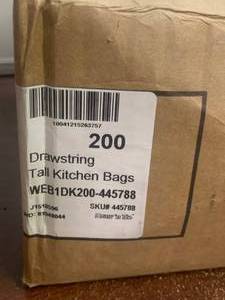 10041215263757
200
Drawstring
Tall Kitchen Bags
WEB1DK200-445788
SKU# 445788